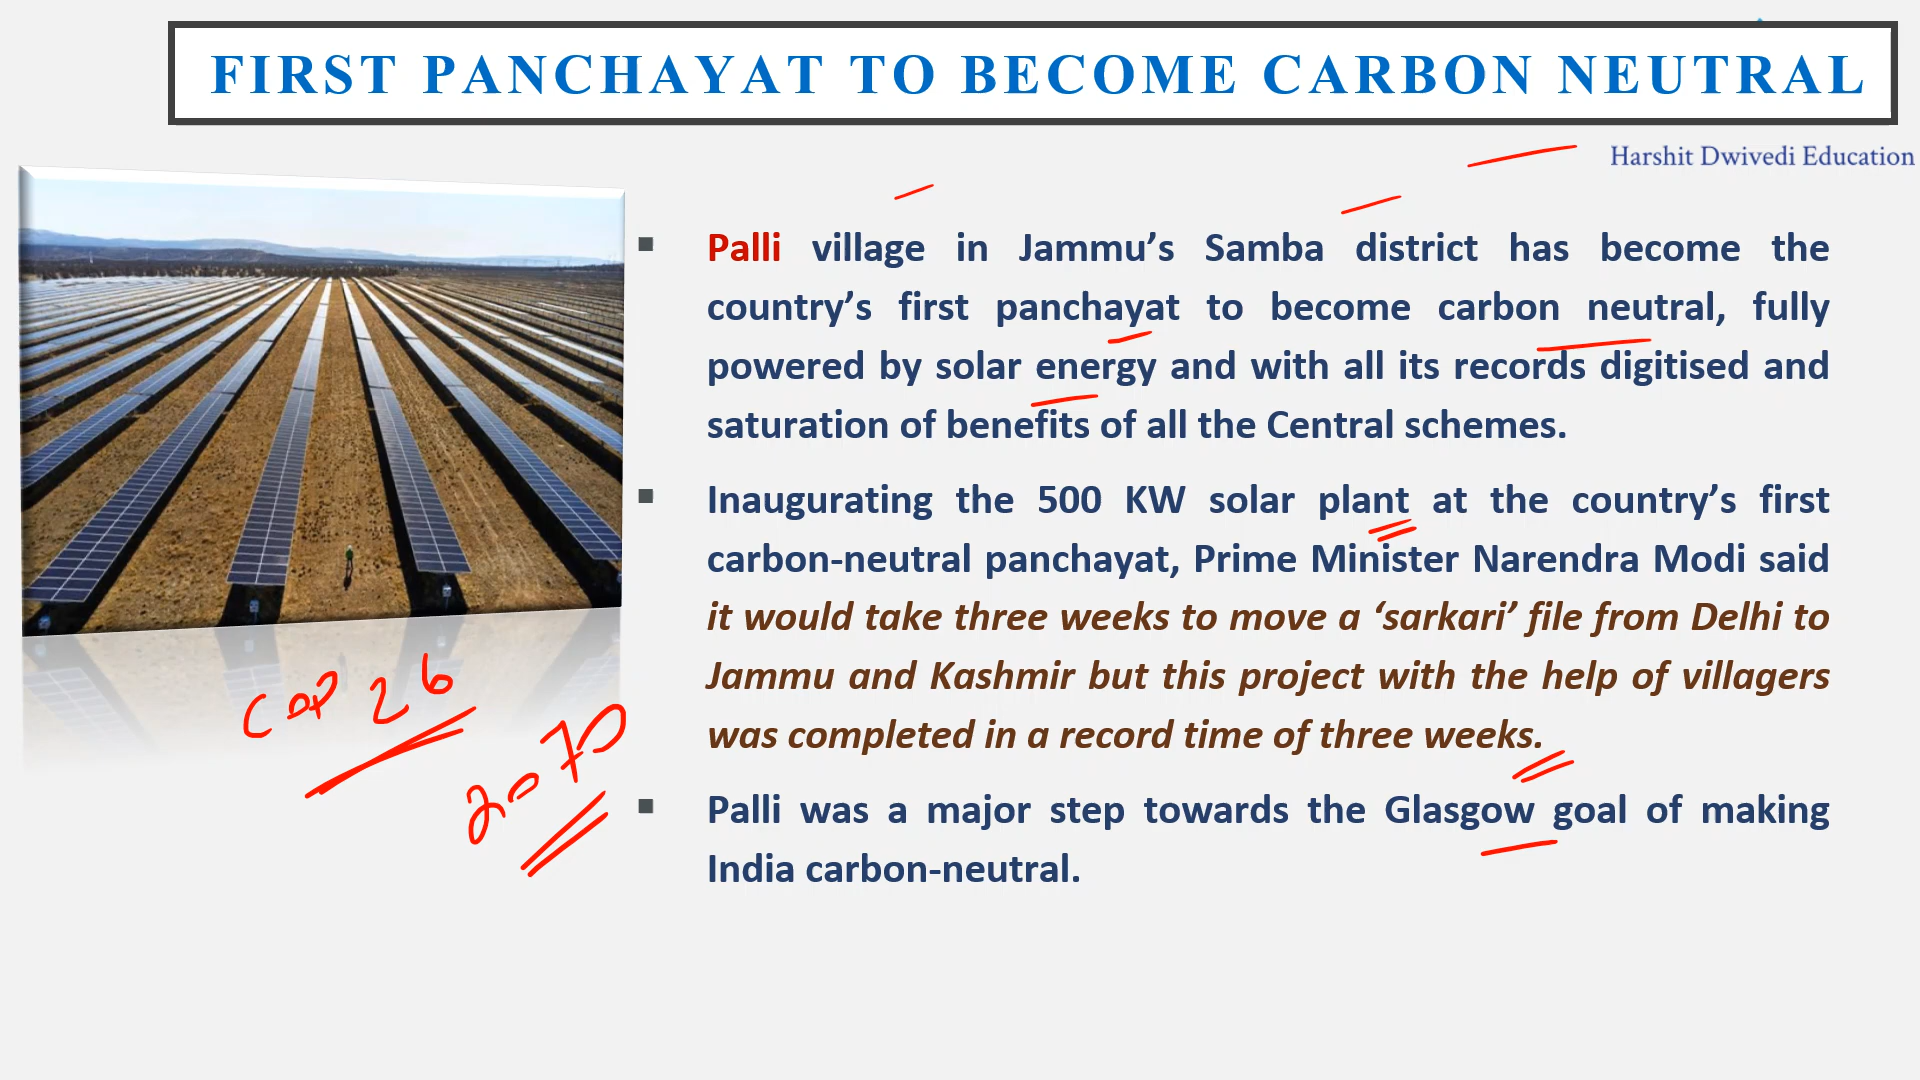 FIRST PANCHAYAT TO BECOME CARBON NEUTRAL
Harshit Dwivedi Education
▪ Palli village in Jammu’s Samba district has become the
country’s first panchayat to become carbon neutral, fully
powered by solar energy and with all its records digitised and
saturation of benefits of all the Central schemes.
▪ Inaugurating the 500 KW solar plant at the country’s first
carbon-neutral panchayat, Prime Minister Narendra Modi said
it would take three weeks to move a ‘sarkari’ file from Delhi to
Jammu and Kashmir but this project with the help of villagers
was completed in a record time of three weeks.
▪ Palli was a major step towards the Glasgow goal of making
India carbon-neutral.
COP 26
2070